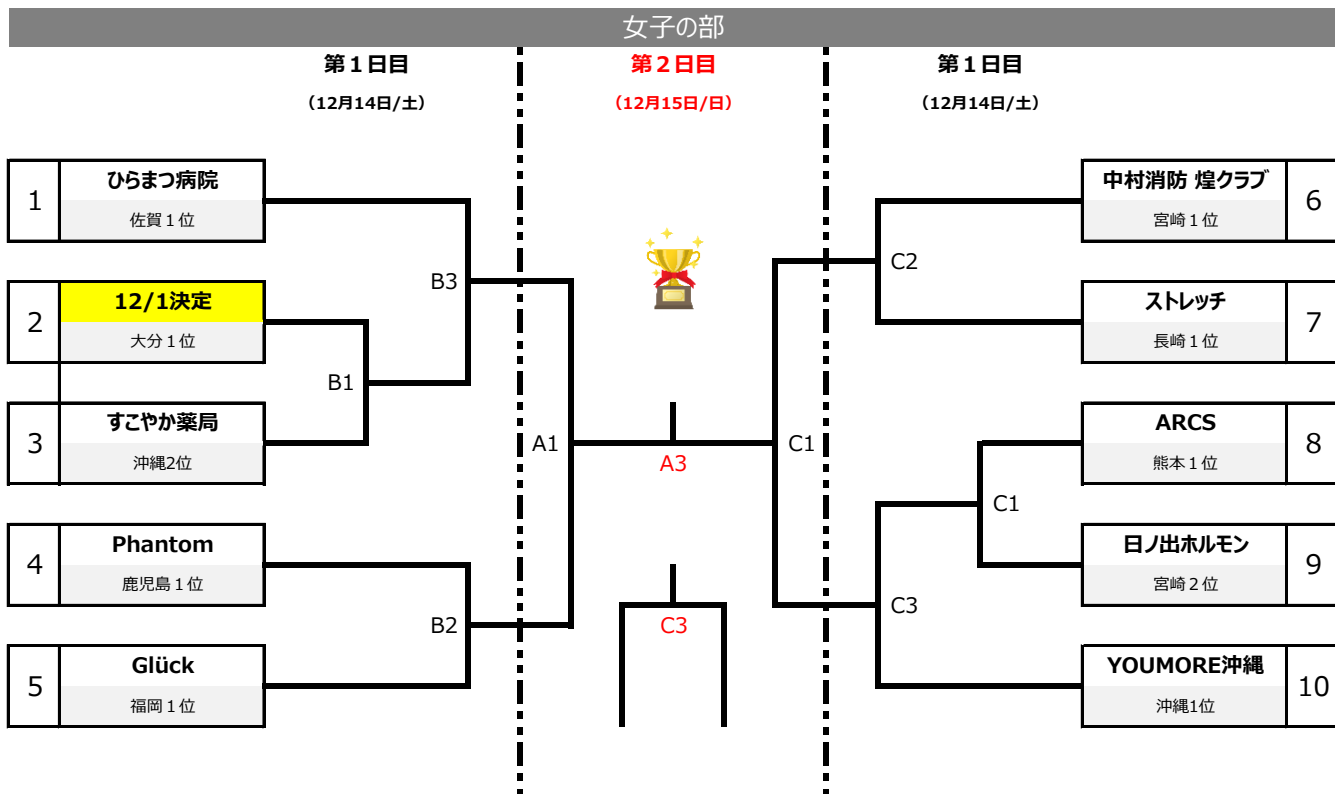 女子の部
第１日目
第２日目
第１日目
（12月14日/土）
（12月15日/日）
（12月14日/土）
1
ひらまつ病院
佐賀１位
2
12/1決定
大分１位
3
すこやか薬局
沖縄2位
4
Phantom
鹿児島１位
5
Glück
福岡１位
B3
B1
B2
A1
A3
C3
C1
C2
C1
C3
中村消防 煌クラブ
宮崎１位
6
ストレッチ
長崎１位
7
ARCS
熊本１位
8
日ノ出ホルモン
宮崎２位
9
YOUMORE沖縄
沖縄1位
10